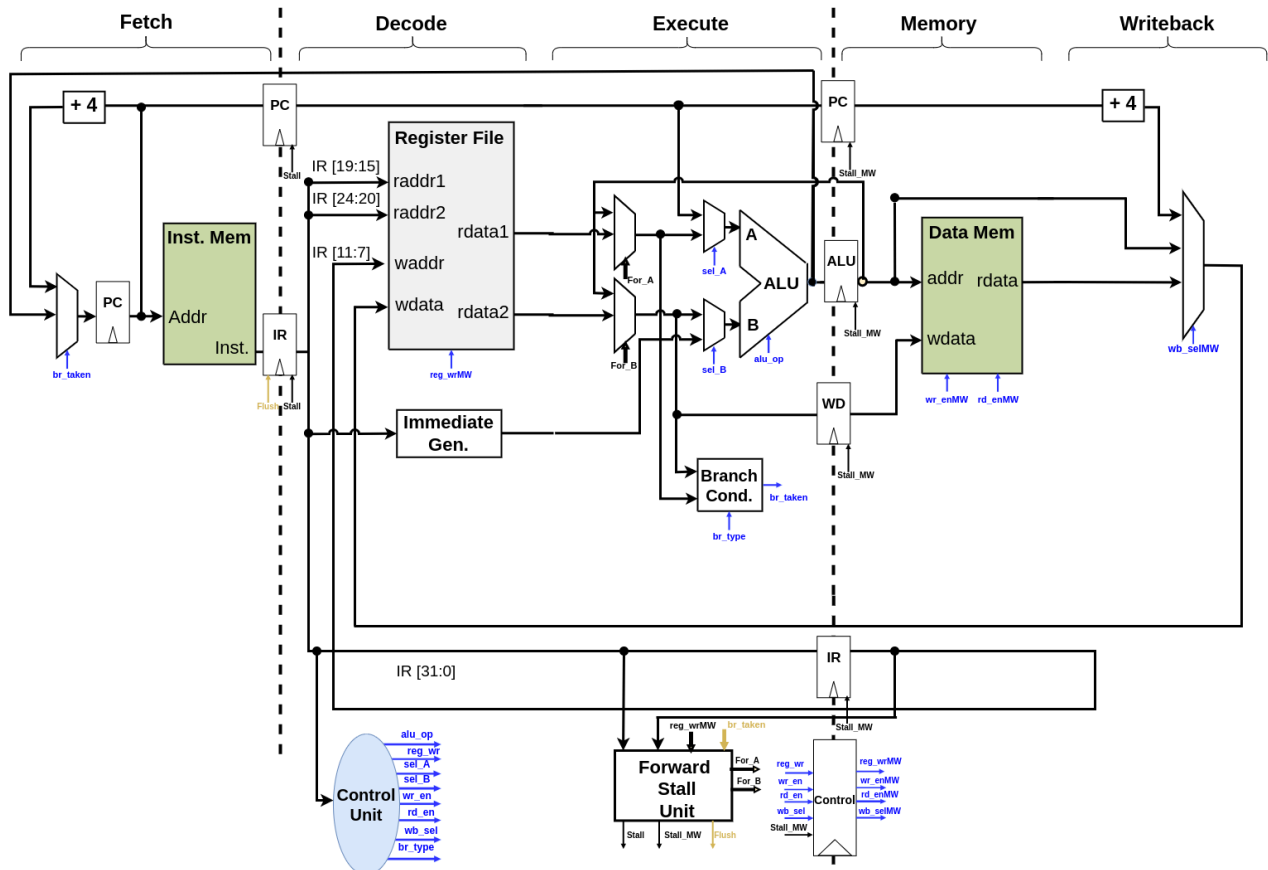 Fetch
Decode
Execute
Memory
Writeback
+ 4
PC
PC
+ 4
Stall
Stall_MW
Register File
IR [19:15]
raddr1
IR [24:20]
raddr2
rdata1
IR [11:7]
waddr
wdata
rdata2
reg_wrMW
Inst. Mem
Addr
Inst.
PC
br_taken
IR
Flush
Stall
For_A
For_B
sel_A
sel_B
A
B
ALU
alu_op
ALU
Stall_MW
Data Mem
addr
rdata
wdata
wr_enMW
rd_enMW
wb_selMW
Immediate
Gen.
WD
Stall_MW
Branch
Cond.
br_taken
br_type
IR
Stall_MW
IR [31:0]
Control
Unit
alu_op
reg_wr
sel_A
sel_B
wr_en
rd_en
wb_sel
br_type
reg_wrMW
br_taken
Forward
Stall
Unit
For_A
For_B
Stall
Stall_MW
Flush
reg_wr
wr_en
rd_en
wb_sel
Stall_MW
Control
reg_wrMW
wr_enMW
rd_enMW
wb_selMW